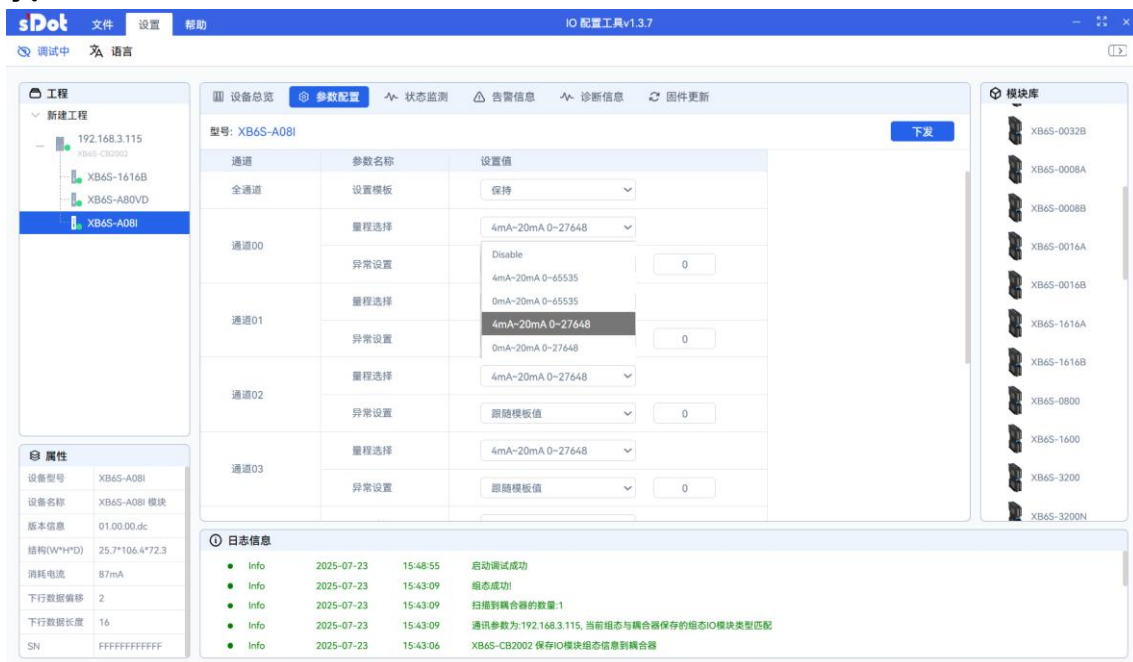 sDot 文件 设置 帮助 IO 配置工具v1.3.7
调试中 语言
工程
新建工程
192.168.3.115
XB6S-CB2002
XB6S-1616B
XB6S-A80VD
XB6S-A08I
设备总览 参数配置 状态监测 告警信息 诊断信息 固件更新
型号: XB6S-A08I 下发
通道 参数名称 设置值
全通道 设置模板 保持
通道00 量程选择 4mA~20mA 0~27648
异常设置 0
Disable
4mA~20mA 0~65535
0mA~20mA 0~65535
4mA~20mA 0~27648
0mA~20mA 0~27648
通道01 量程选择
异常设置 0
通道02 量程选择 4mA~20mA 0~27648
异常设置 跟随模板值 0
通道03 量程选择 4mA~20mA 0~27648
异常设置 跟随模板值 0
模块库
XB6S-0032B
XB6S-0008A
XB6S-0008B
XB6S-0016A
XB6S-0016B
XB6S-1616A
XB6S-1616B
XB6S-0800
XB6S-1600
XB6S-3200
XB6S-3200N
属性
设备型号 XB6S-A08I
设备名称 XB6S-A08I 模块
版本信息 01.00.00.dc
结构(W*H*D) 25.7*106.4*72.3
消耗电流 87mA
下行数据偏移 2
下行数据长度 16
SN FFFFFFFFFFFF
日志信息
Info 2025-07-23 15:48:55 启动调试成功
Info 2025-07-23 15:43:09 组态成功!
Info 2025-07-23 15:43:09 扫描到耦合器的数量:1
Info 2025-07-23 15:43:09 通讯参数为:192.168.3.115, 当前组态与耦合器保存的组态IO模块类型匹配
Info 2025-07-23 15:43:06 XB6S-CB2002 保存IO模块组态信息到耦合器